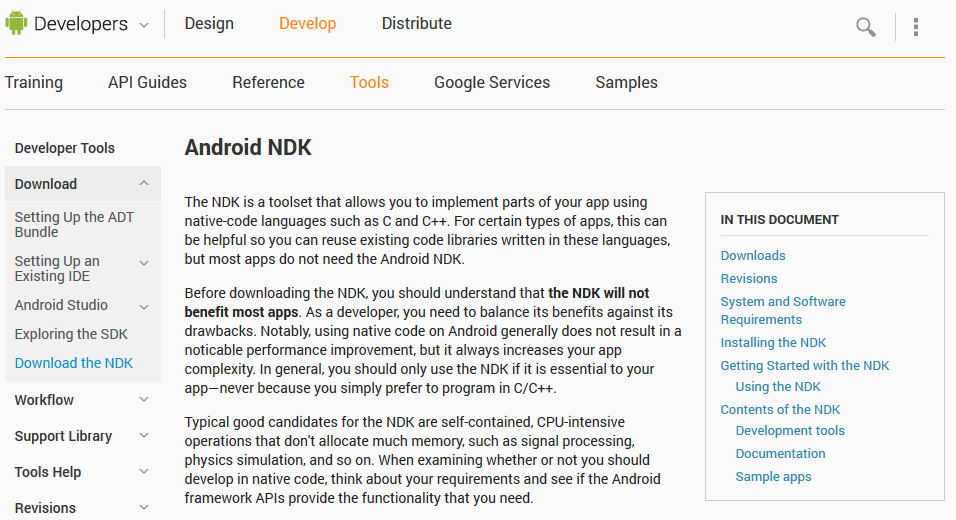 Developers Design Develop Distribute
Training API Guides Reference Tools Google Services Samples
Developer Tools
Download
Setting Up the ADT
Bundle
Setting Up an
Existing IDE
Android Studio
Exploring the SDK
Download the NDK
Workflow
Support Library
Tools Help
Revisions
Android NDK
The NDK is a toolset that allows you to implement parts of your app using
native-code languages such as C and C++. For certain types of apps, this can
be helpful so you can reuse existing code libraries written in these languages,
but most apps do not need the Android NDK.
Before downloading the NDK, you should understand that the NDK will not
benefit most apps. As a developer, you need to balance its benefits against its
drawbacks. Notably, using native code on Android generally does not result in a
noticable performance improvement, but it always increases your app
complexity. In general, you should only use the NDK if it is essential to your
app—never because you simply prefer to program in C/C++.
Typical good candidates for the NDK are self-contained, CPU-intensive
operations that don't allocate much memory, such as signal processing,
physics simulation, and so on. When examining whether or not you should
develop in native code, think about your requirements and see if the Android
framework APIs provide the functionality that you need.
IN THIS DOCUMENT
Downloads
Revisions
System and Software
Requirements
Installing the NDK
Getting Started with the NDK
Using the NDK
Contents of the NDK
Development tools
Documentation
Sample apps